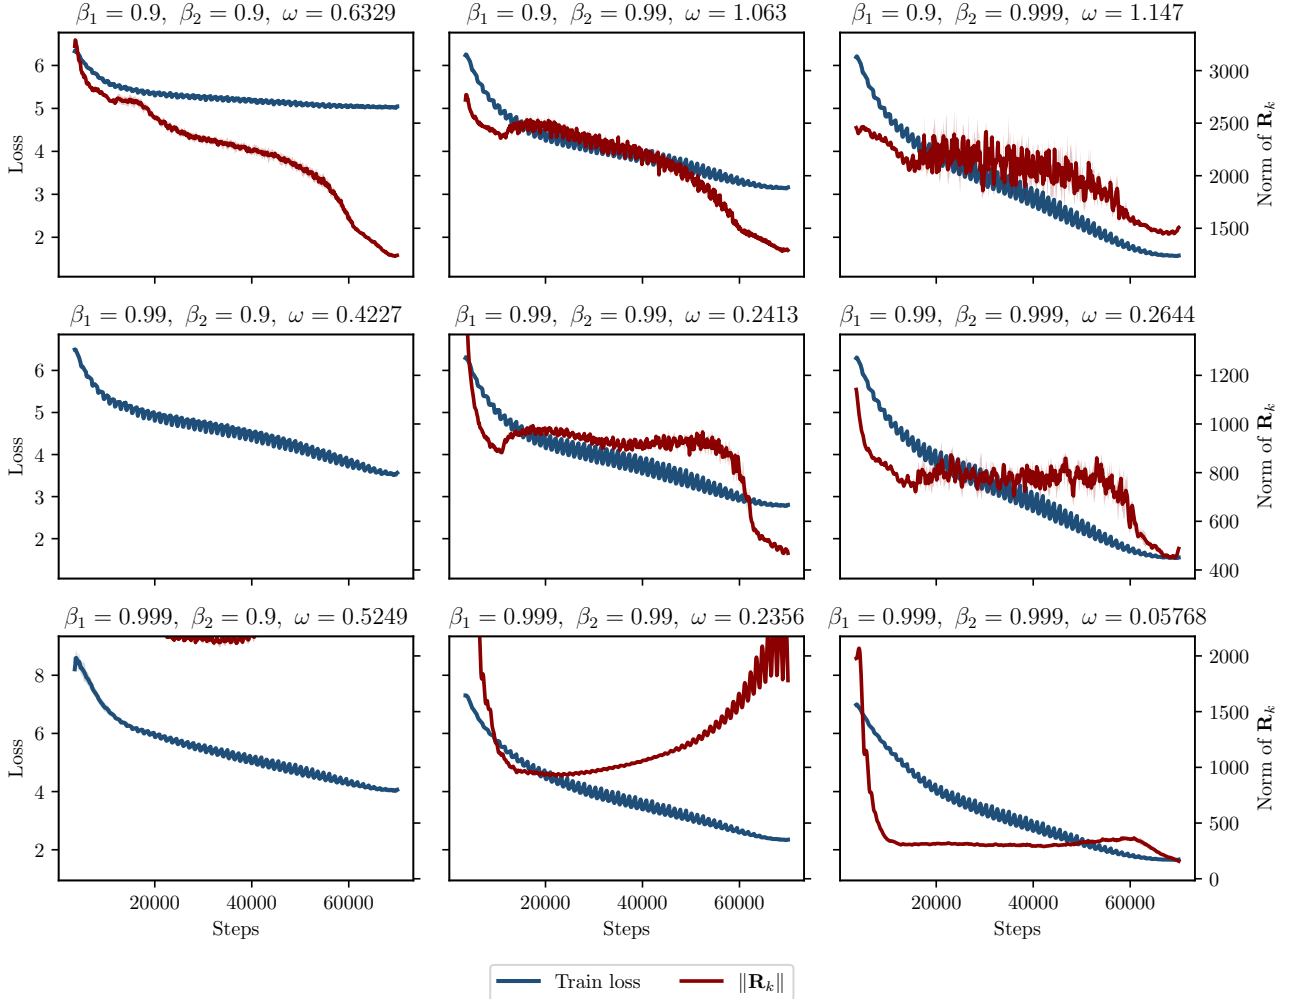 β₁ = 0.9, β₂ = 0.9, ω = 0.6329
β₁ = 0.9, β₂ = 0.99, ω = 1.063
β₁ = 0.9, β₂ = 0.999, ω = 1.147
Loss
6
5
4
3
2
3000
2500
2000
1500
Norm of R_k
β₁ = 0.99, β₂ = 0.9, ω = 0.4227
β₁ = 0.99, β₂ = 0.99, ω = 0.2413
β₁ = 0.99, β₂ = 0.999, ω = 0.2644
Loss
6
5
4
3
2
1200
1000
800
600
400
Norm of R_k
β₁ = 0.999, β₂ = 0.9, ω = 0.5249
β₁ = 0.999, β₂ = 0.99, ω = 0.2356
β₁ = 0.999, β₂ = 0.999, ω = 0.05768
Loss
8
6
4
2
2000
1500
1000
500
0
Norm of R_k
20000 40000 60000
20000 40000 60000
20000 40000 60000
Steps
Steps
Steps
Train loss
‖R_k‖